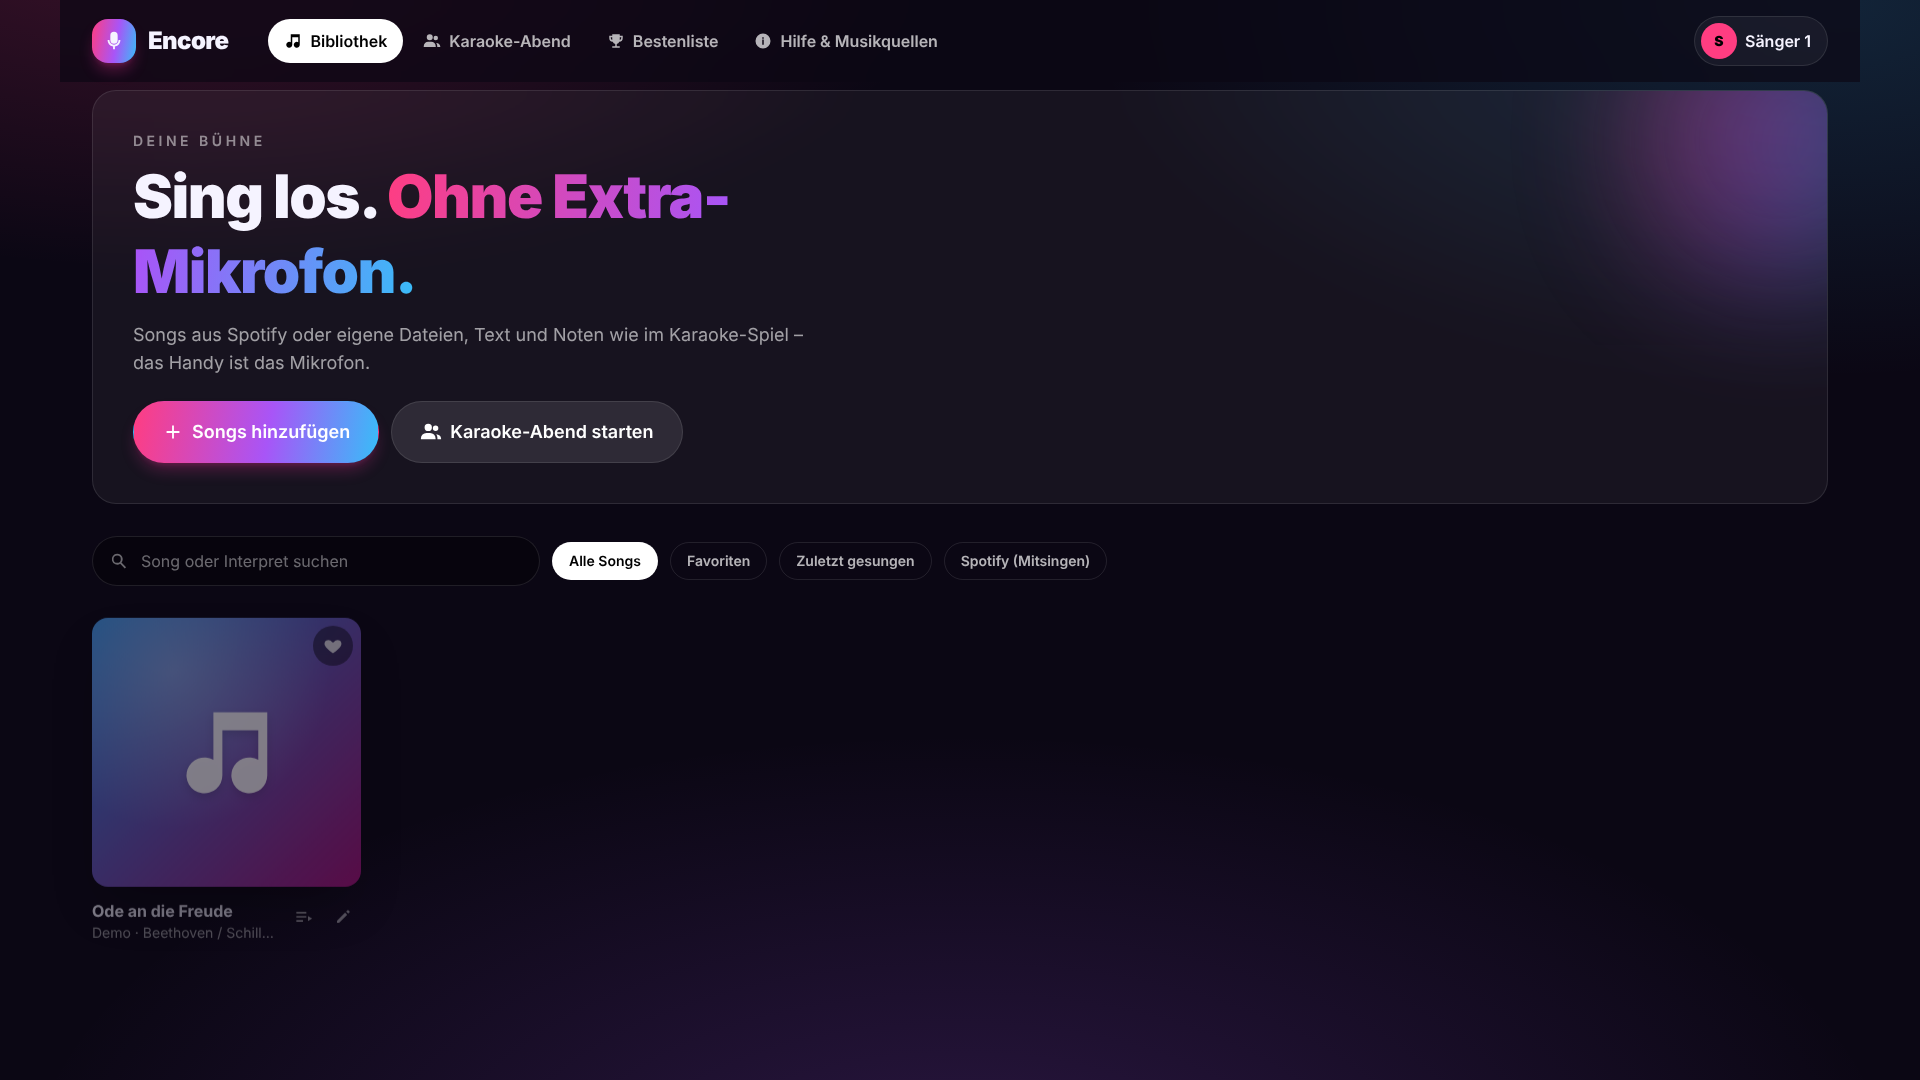 Encore
Bibliothek
Karaoke-Abend
Bestenliste
Hilfe & Musikquellen
S
Sänger 1
DEINE BÜHNE
Sing los. Ohne Extra-
Mikrofon.
Songs aus Spotify oder eigene Dateien, Text und Noten wie im Karaoke-Spiel –
das Handy ist das Mikrofon.
Songs hinzufügen
Karaoke-Abend starten
Song oder Interpret suchen
Alle Songs
Favoriten
Zuletzt gesungen
Spotify (Mitsingen)
Ode an die Freude
Demo · Beethoven / Schill...